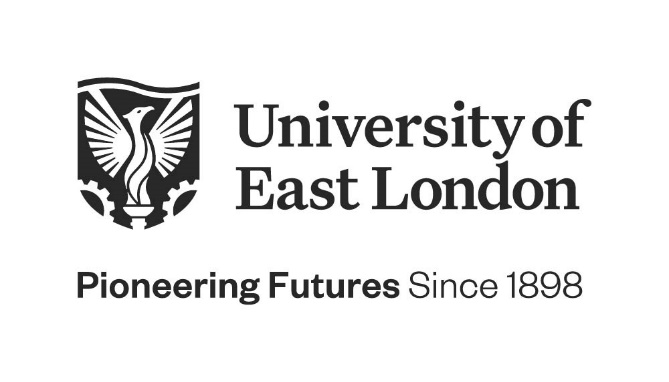 University of
East London
Pioneering Futures Since 1898